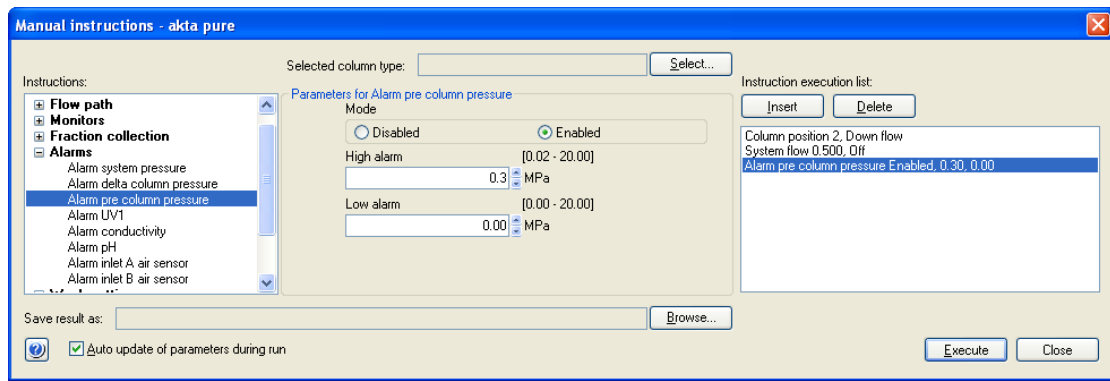 Manual instructions - akta pure
Selected column type:
Select...
Instructions:
Flow path
Monitors
Fraction collection
Alarms
Alarm system pressure
Alarm delta column pressure
Alarm pre column pressure
Alarm UV1
Alarm conductivity
Alarm pH
Alarm inlet A air sensor
Alarm inlet B air sensor
Parameters for Alarm pre column pressure
Mode
Disabled Enabled
High alarm [0.02 - 20.00]
0.3 MPa
Low alarm [0.00 - 20.00]
0.00 MPa
Instruction execution list:
Insert Delete
Column position 2, Down flow
System flow 0.500, Off
Alarm pre column pressure Enabled, 0.30, 0.00
Save result as:
Browse...
Auto update of parameters during run
Execute Close